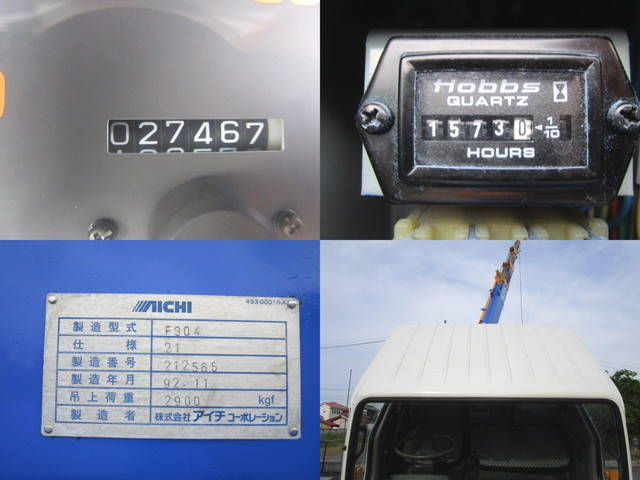 027467
Hobbs
QUARTZ
15730 1/10
HOURS
AICHI
製造型式 F304
仕様 21
製造番号 212565
製造年月 92-11
吊上荷重 2900 kgf
製造者 株式会社 アイチ コーポレーション